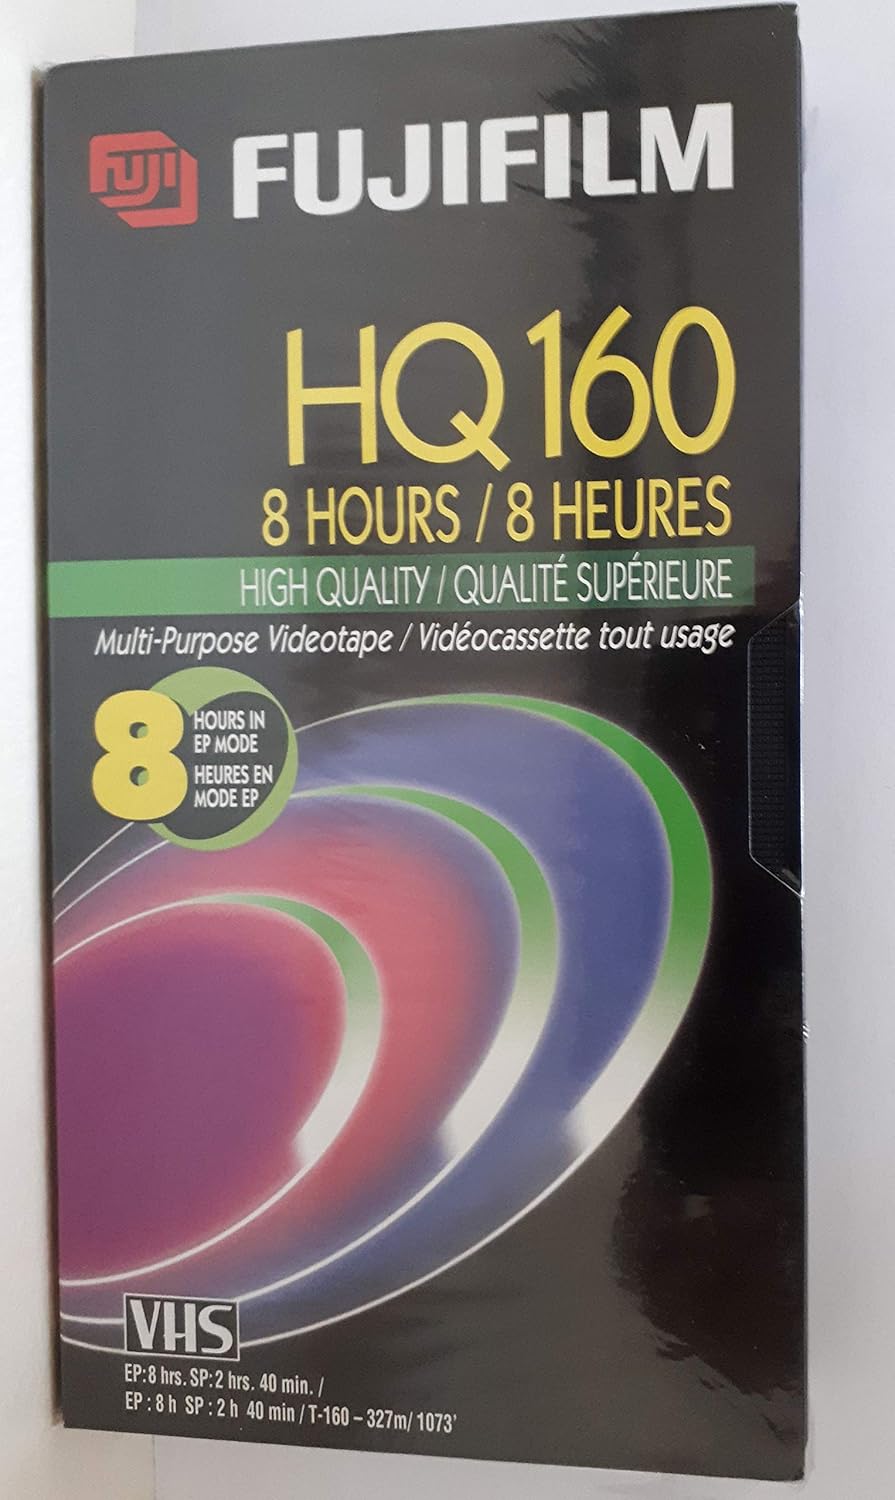 FUJI FUJIFILM
HQ 160
8 HOURS / 8 HEURES
HIGH QUALITY / QUALITÉ SUPÉRIEURE
Multi-Purpose Videotape / Vidéocassette tout usage
8 HOURS IN
EP MODE
HEURES EN
MODE EP
VHS
EP:8 hrs. SP:2 hrs. 40 min. /
EP : 8 h SP : 2 h 40 min / T-160 – 327m/ 1073'